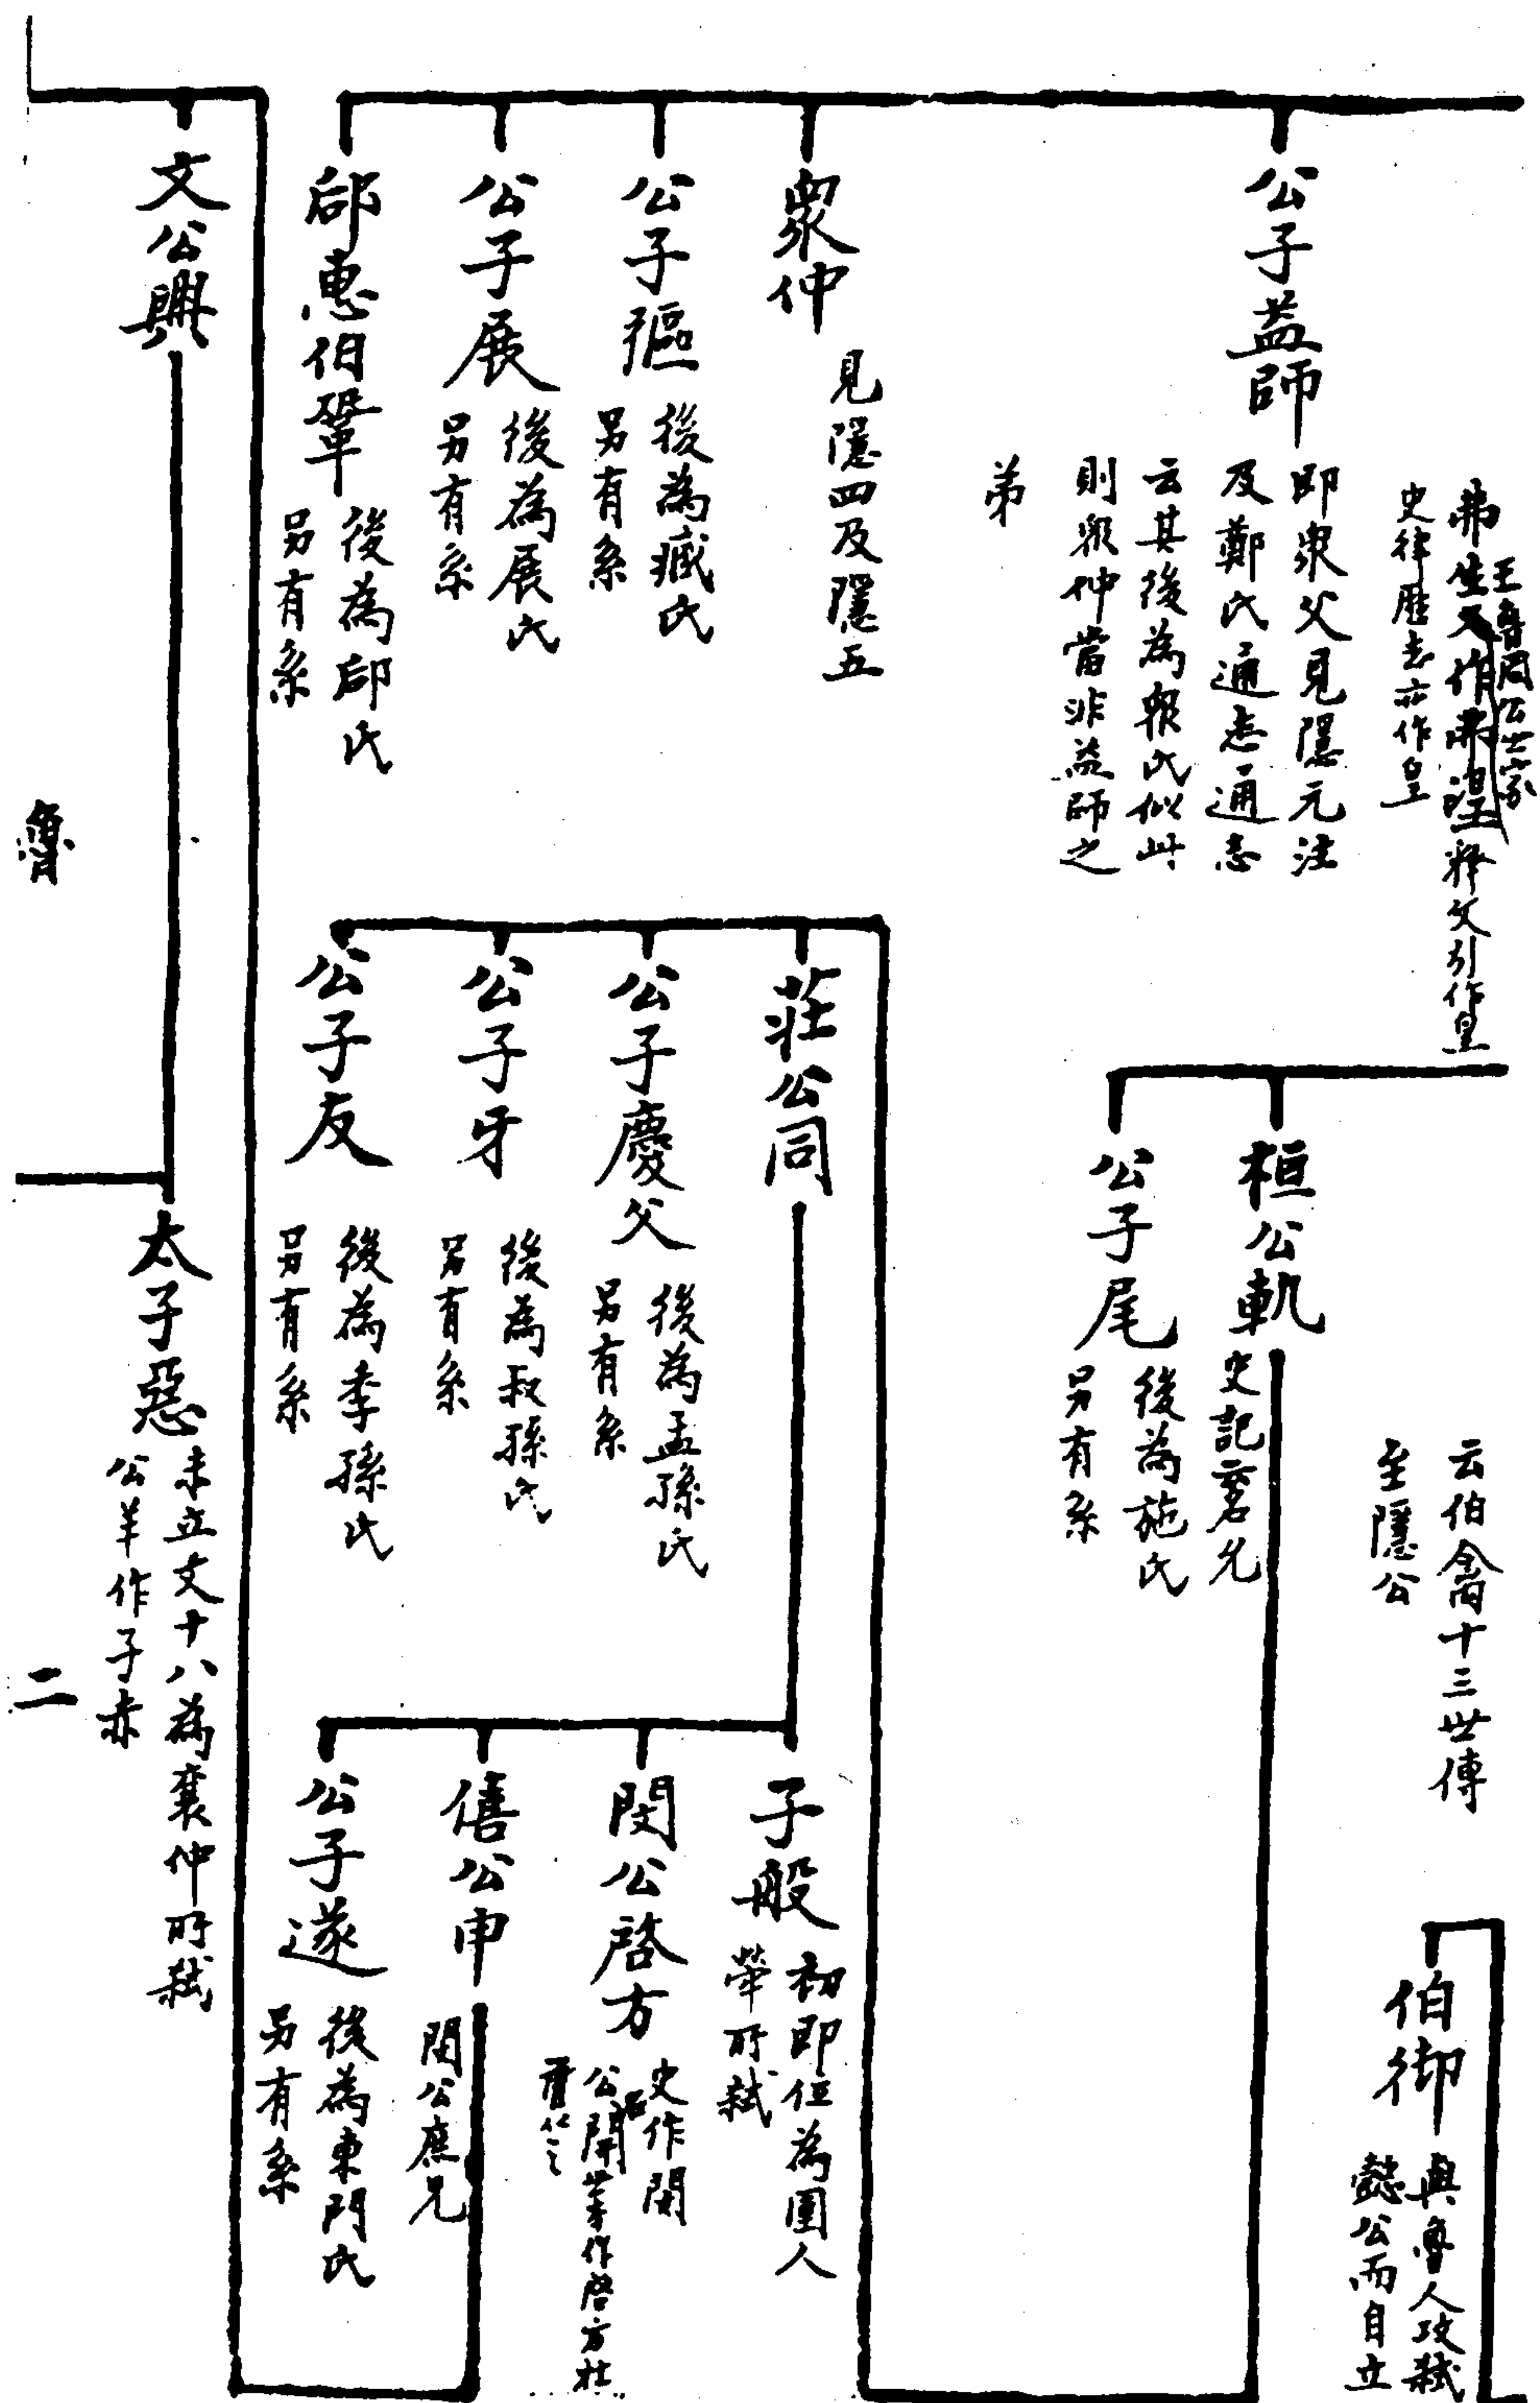 弗生又作弗湟釋文引作皇
史律歷志亦作皇
云伯禽十三世傳
至隱公
伯御
與魯人攻弒
懿公而自立
公子益師
即眾父見隱元注
及鄭氏通志通志
云其後為眾氏似此
則眾仲當非益師之
弟
桓公軌
史記索名允
公子尾
後為施氏
另有系
眾仲
見隱四及隱五
公子彄
後為臧氏
另有系
公子展
後為展氏
另有系
郈惠伯鞏
後為郈氏
另有系
莊公同
公子慶父
後為孟孫氏
另有系
公子牙
後為叔孫氏
另有系
公子友
後為季孫氏
另有系
子般
初即位為圉人
犖所弒
閔公啓方
史作閔
公開世本作啓方杜
僖公申
閔公庶兄
公子遂
後為東門氏
另有系
文公興
太子惡
未立文十八為襄仲所弒
公羊作子赤
魯
二